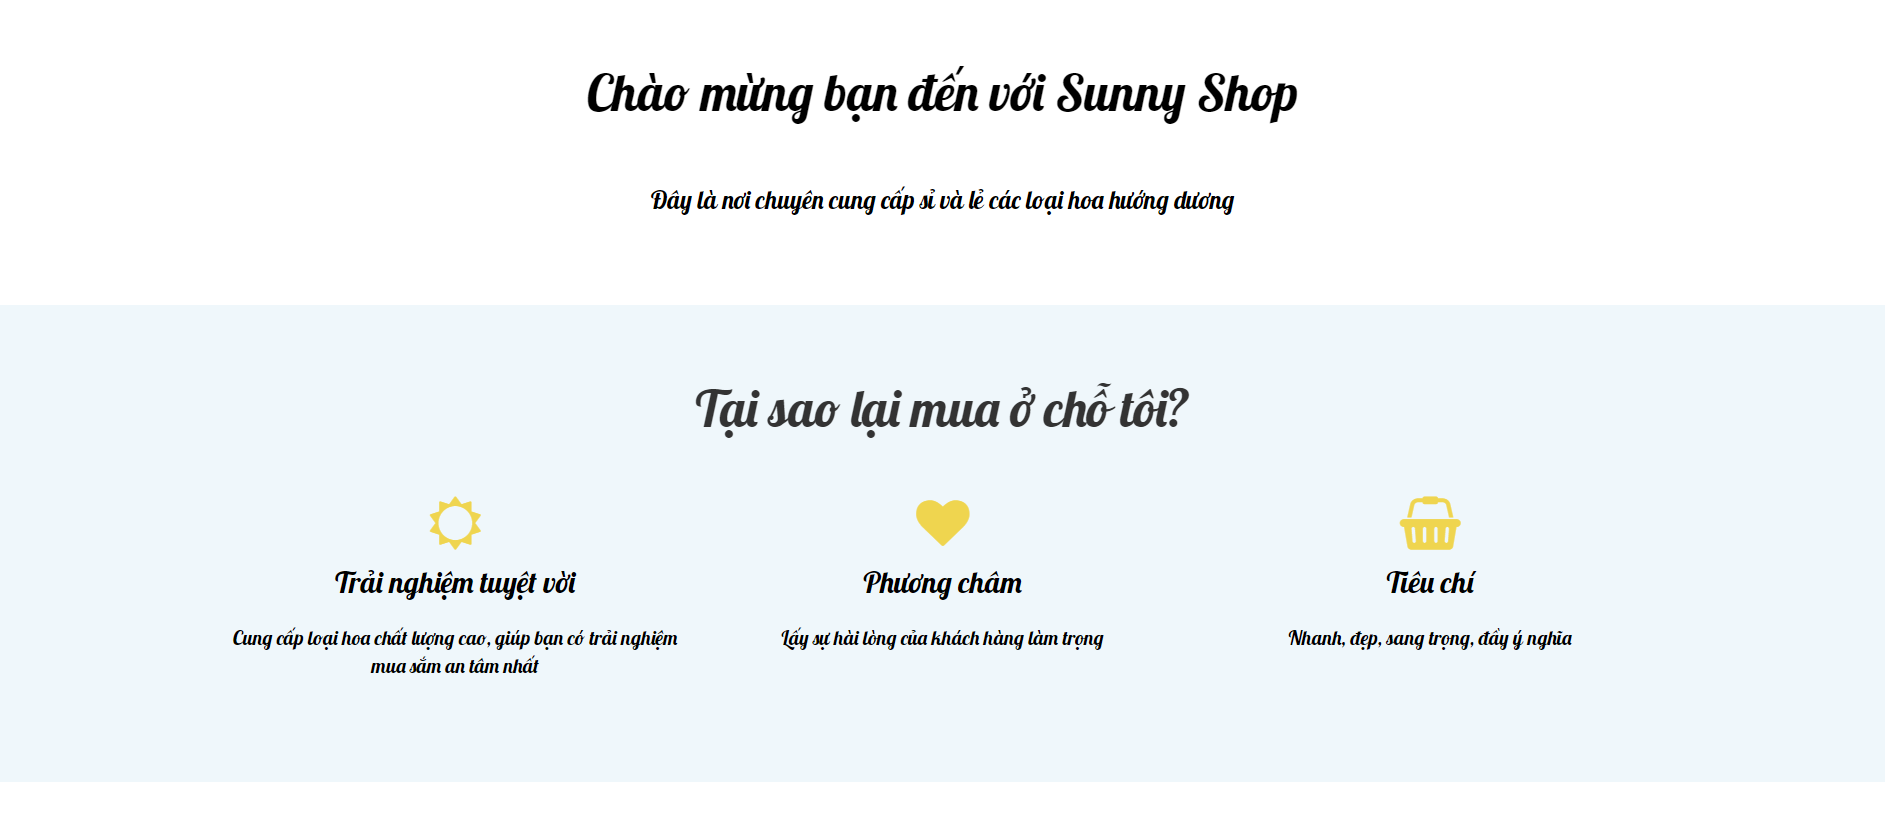 Chào mừng bạn đến với Sunny Shop
Đây là nơi chuyên cung cấp sỉ và lẻ các loại hoa hướng dương
Tại sao lại mua ở chỗ tôi?
Trải nghiệm tuyệt vời
Cung cấp loại hoa chất lượng cao, giúp bạn có trải nghiệm
mua sắm an tâm nhất
Phương châm
Lấy sự hài lòng của khách hàng làm trọng
Tiêu chí
Nhanh, đẹp, sang trọng, đầy ý nghĩa